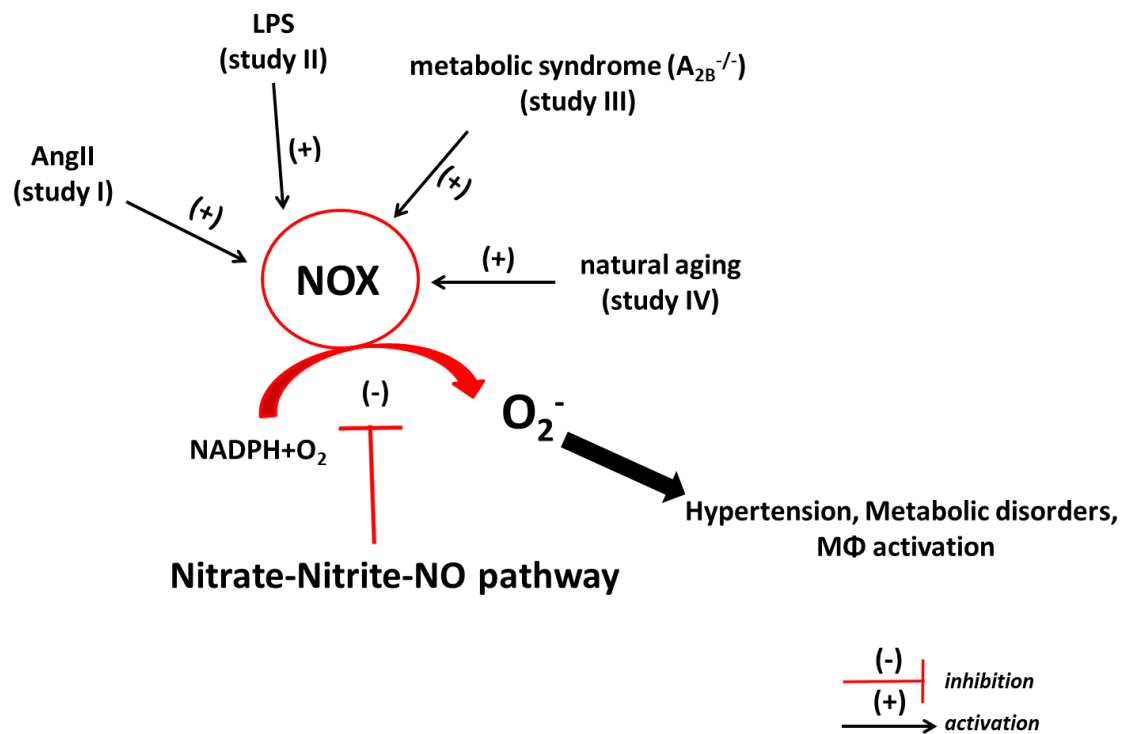 LPS
(study II)
metabolic syndrome (A₂B⁻/⁻)
(study III)
AngII
(study I)
(+)
(+)
(+)
(+)
natural aging
(study IV)
NOX
(-)
NADPH+O₂
O₂⁻
Hypertension, Metabolic disorders,
MΦ activation
Nitrate-Nitrite-NO pathway
(-)
inhibition
(+)
activation